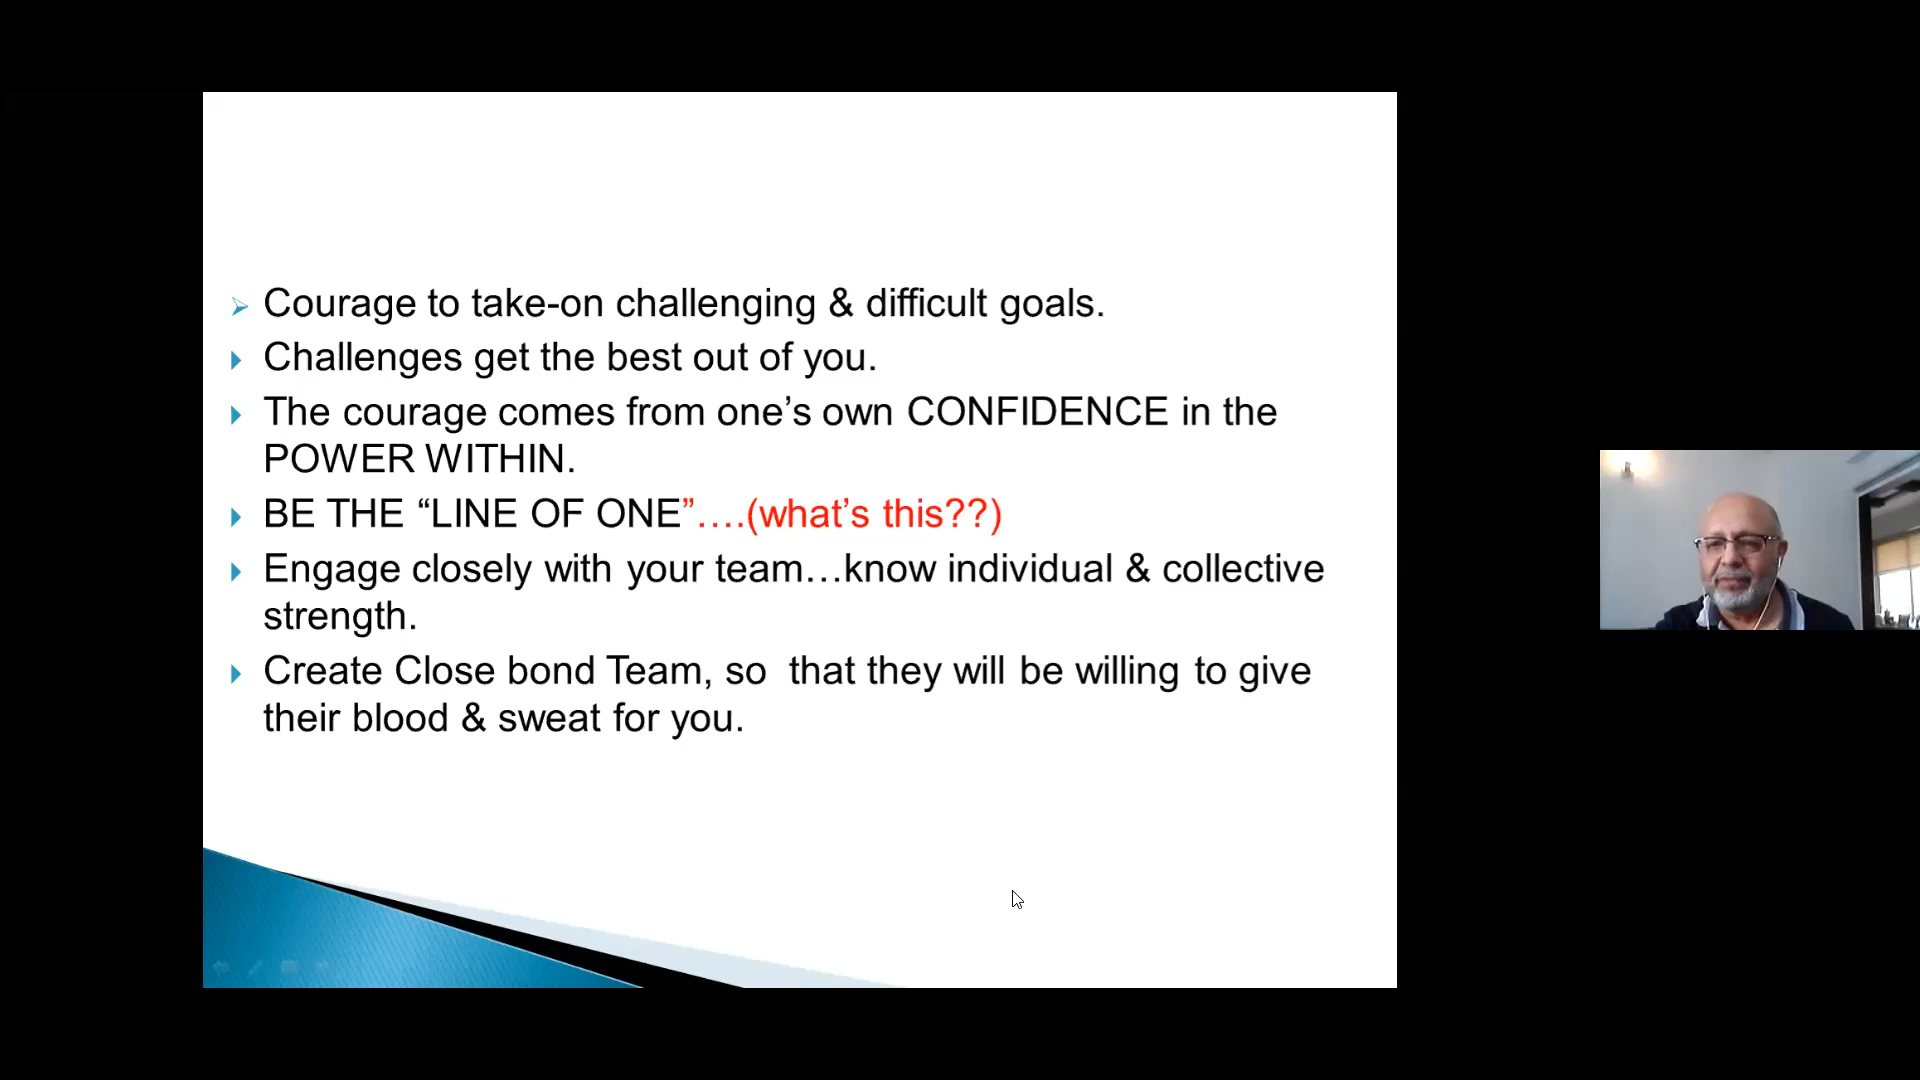 Courage to take-on challenging & difficult goals.
Challenges get the best out of you.
The courage comes from one’s own CONFIDENCE in the
POWER WITHIN.
BE THE “LINE OF ONE”....(what’s this??)
Engage closely with your team...know individual & collective
strength.
Create Close bond Team, so  that they will be willing to give
their blood & sweat for you.